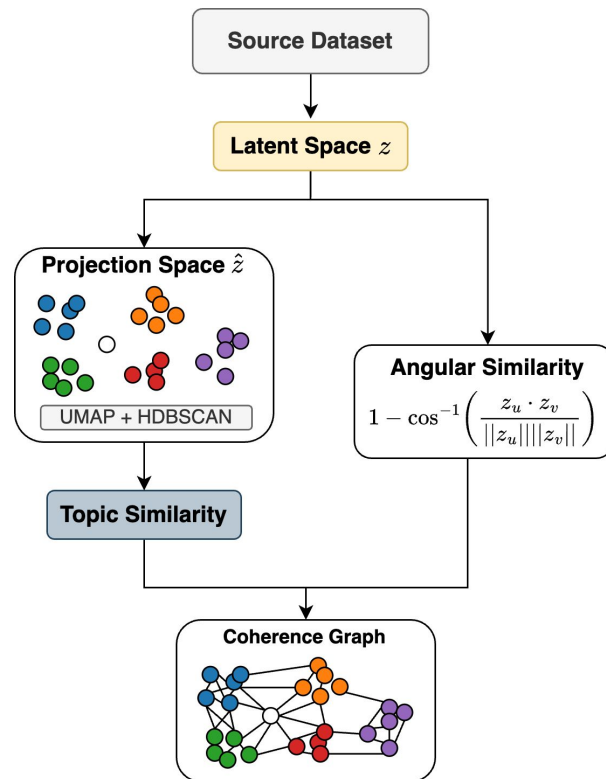 Source Dataset
Latent Space z
Projection Space ẑ
UMAP + HDBSCAN
Angular Similarity
1 − cos⁻¹( z_u · z_v / ||z_u||||z_v|| )
Topic Similarity
Coherence Graph